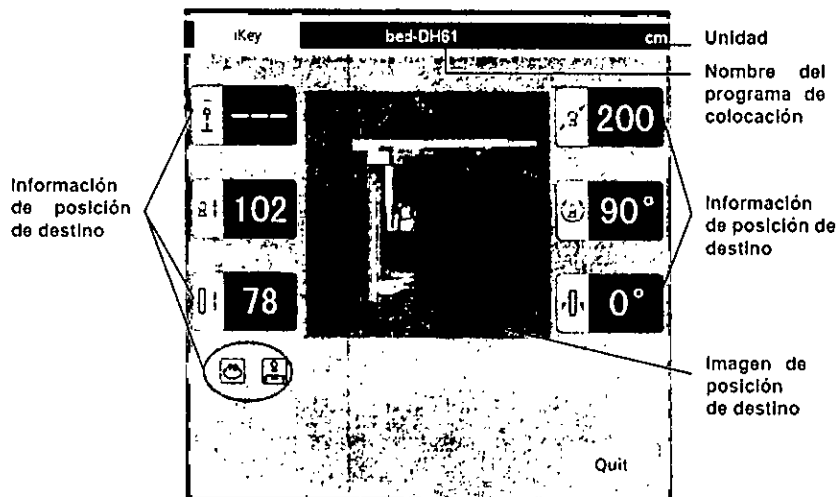 iKey bed-DH61 cm
Unidad
Nombre del
programa de
colocación
---
102
78
200
90°
0°
Información
de posición
de destino
Información
de posición de
destino
Imagen de
posición
de destino
Quit